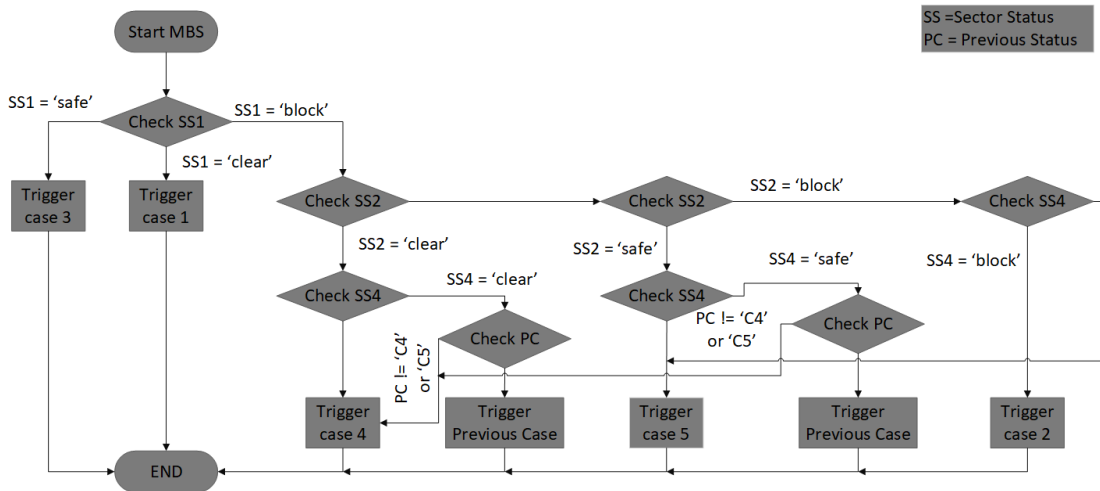 SS =Sector Status
PC = Previous Status
Start MBS
SS1 = ‘safe’
Check SS1
SS1 = ‘block’
SS1 = ‘clear’
Trigger
case 3
Trigger
case 1
Check SS2
Check SS2
SS2 = ‘block’
Check SS4
SS2 = ‘clear’
SS2 = ‘safe’
SS4 = ‘block’
SS4 = ‘clear’
SS4 = ‘safe’
Check SS4
Check SS4
Check PC
PC != ‘C4’
or ‘C5’
Check PC
PC != ‘C4’
or ‘C5’
Trigger
case 4
Trigger
Previous Case
Trigger
case 5
Trigger
Previous Case
Trigger
case 2
END